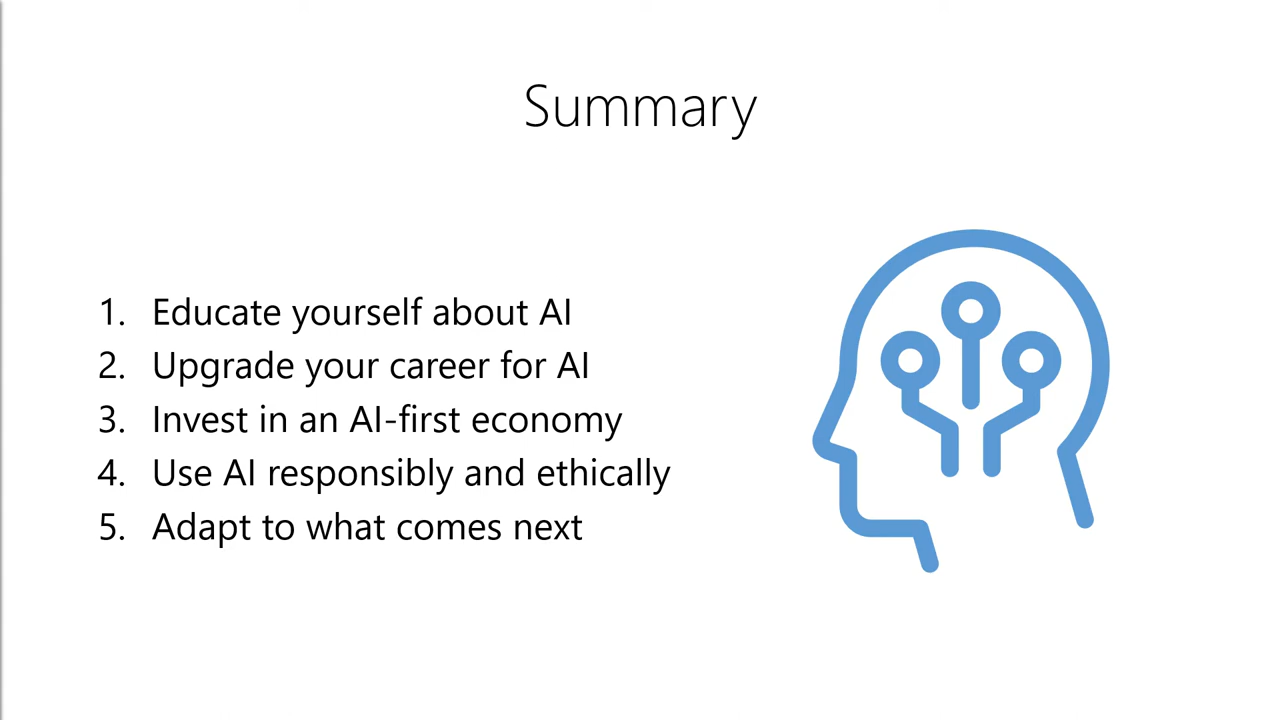 Summary
1. Educate yourself about AI
2. Upgrade your career for AI
3. Invest in an AI-first economy
4. Use AI responsibly and ethically
5. Adapt to what comes next